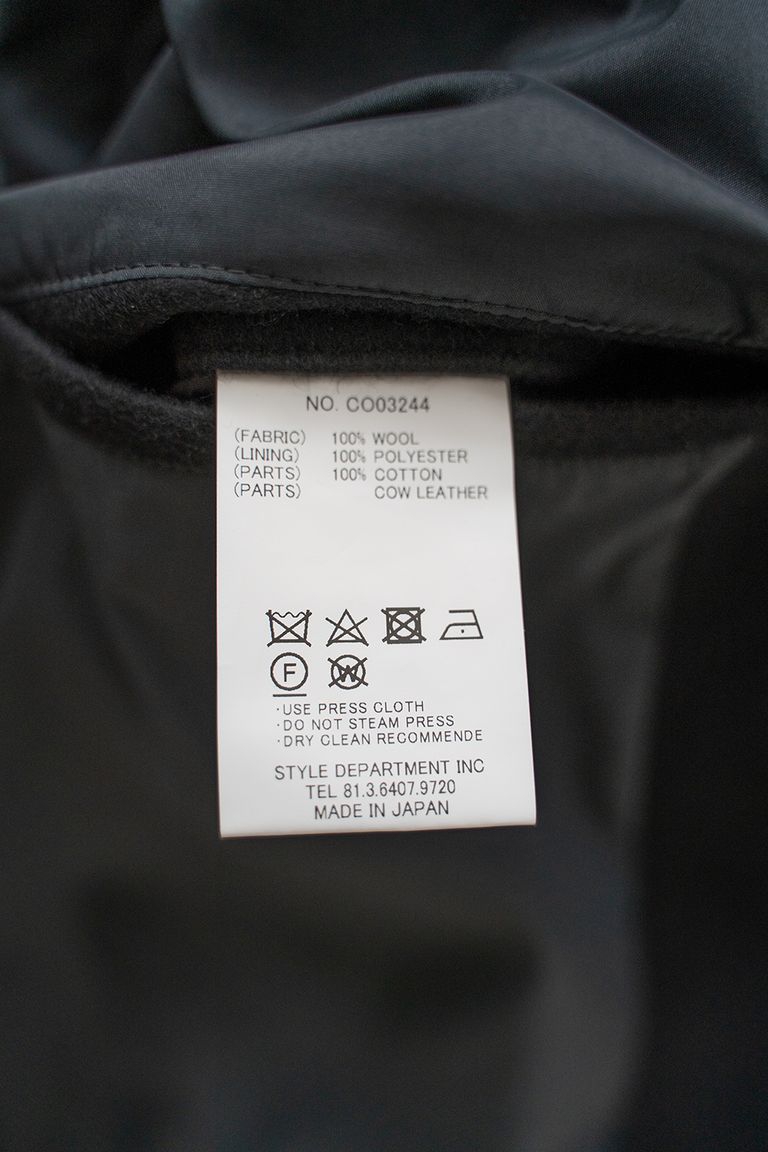 NO. CO03244
(FABRIC) 100% WOOL
(LINING) 100% POLYESTER
(PARTS) 100% COTTON
(PARTS) COW LEATHER
F W
·USE PRESS CLOTH
·DO NOT STEAM PRESS
·DRY CLEAN RECOMMENDE
STYLE DEPARTMENT INC
TEL 81.3.6407.9720
MADE IN JAPAN